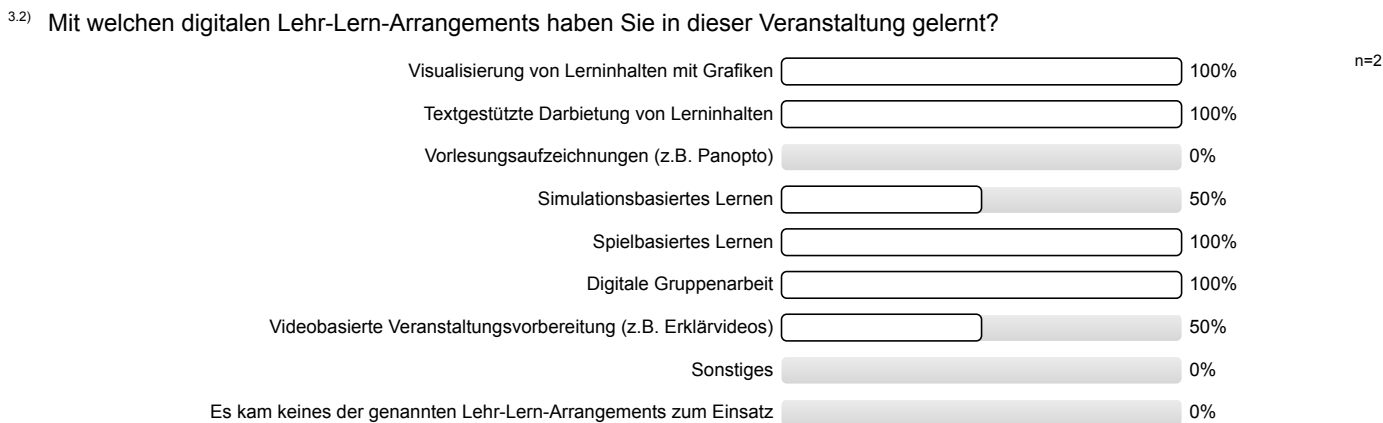 3.2) Mit welchen digitalen Lehr-Lern-Arrangements haben Sie in dieser Veranstaltung gelernt?
n=2
Visualisierung von Lerninhalten mit Grafiken 100%
Textgestützte Darbietung von Lerninhalten 100%
Vorlesungsaufzeichnungen (z.B. Panopto) 0%
Simulationsbasiertes Lernen 50%
Spielbasiertes Lernen 100%
Digitale Gruppenarbeit 100%
Videobasierte Veranstaltungsvorbereitung (z.B. Erklärvideos) 50%
Sonstiges 0%
Es kam keines der genannten Lehr-Lern-Arrangements zum Einsatz 0%